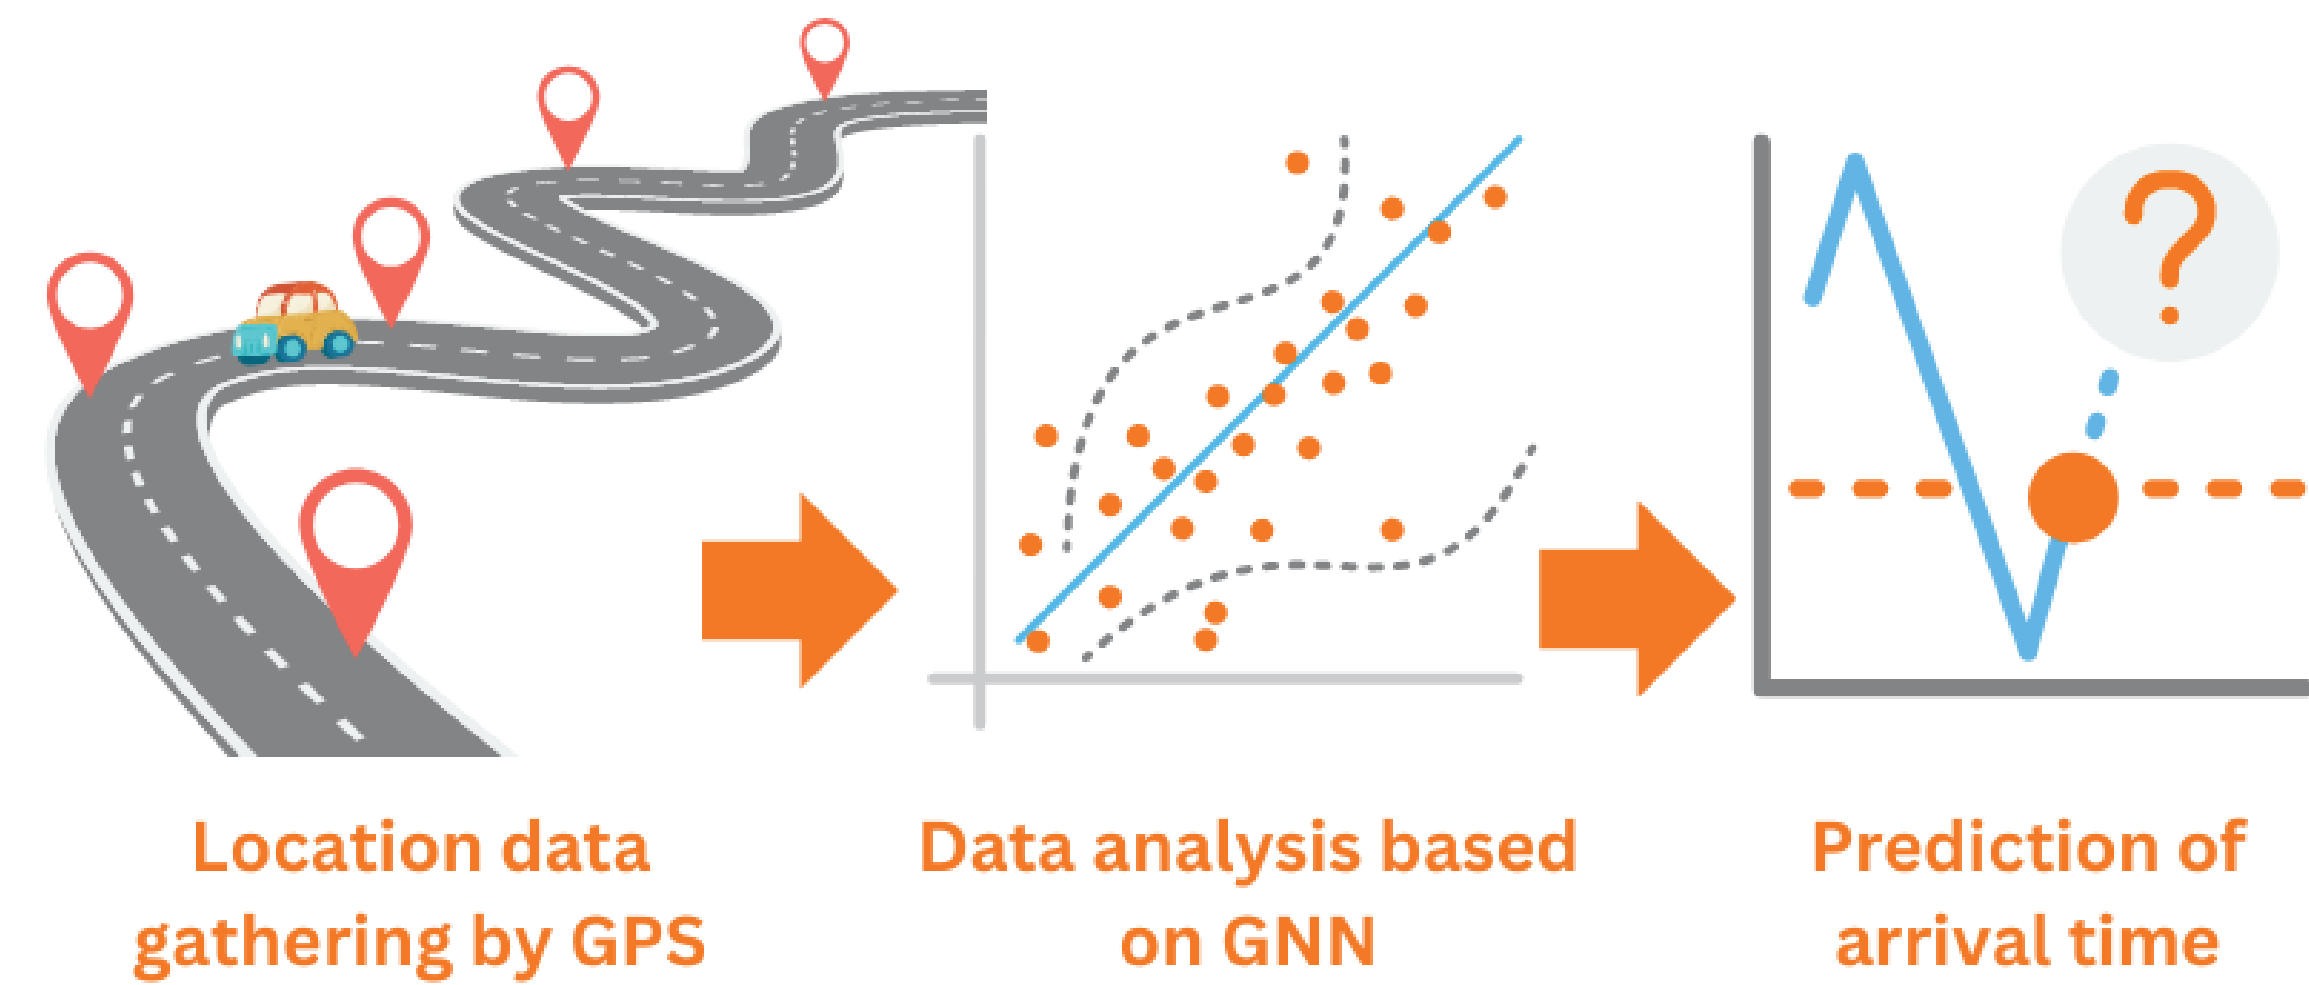 Location data
gathering by GPS
Data analysis based
on GNN
Prediction of
arrival time
?